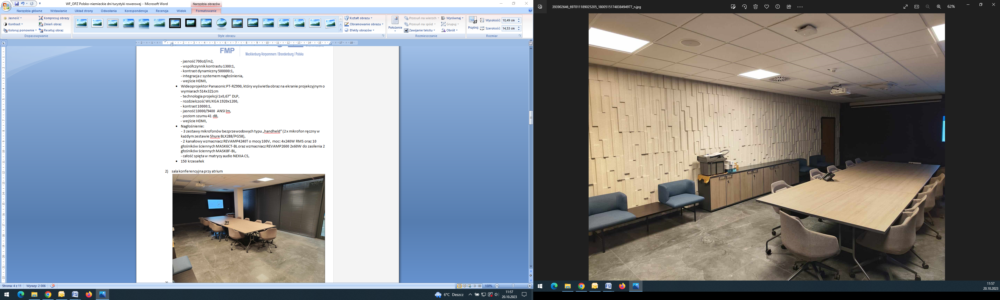 WF_OPZ Polsko-niemieckie dni turystyki rowerowej - Microsoft Word
Narzędzia obrazów
Narzędzia główne Wstawianie Układ strony Odwołania Korespondencja Recenzja Widok Formatowanie
Jasność
Kontrast
Koloruj ponownie
Kompresuj obrazy
Zmień obraz
Resetuj obraz
Dopasowywanie
Style obrazu
Kształt obrazu
Obramowanie obrazu
Efekty obrazów
Położenie
Przesuń na wierzch
Przesuń na spód
Zawijanie tekstu
Wyrównaj
Grupuj
Obrót
Rozmieszczanie
Przytnij
Wysokość: 10,49 cm
Szerokość: 14,53 cm
Rozmiar
FMP
Mecklenburg-Vorpommern / Brandenburg / Polska
- jasność 700cd/m2,
- współczynnik kontrastu 1300:1,
- kontrast dynamiczny 500000:1,
- integracja z systemem nagłośnienia,
- wejście HDMI,
• Wideoprojektor Panasonic PT-RZ990, który wyświetla obraz na ekranie projekcyjnym o
wymiarach 514x321cm
- technologia projekcji 1x0,67” DLP,
- rozdzielczość WUXGA 1920x1200,
- kontrast 10000:1,
- jasność 10000/9400 ANSI lm,
- poziom szumu 41 dB,
- wejście HDMI,
• Nagłośnienie:
- 3 zestawy mikrofonów bezprzewodowych typu „handheld” (2 x mikrofon ręczny w
każdym zestawie Shure BLX288/PG58),
- 2 kanałowy wzmacniacz REVAMP4240T o mocy 100V, moc: 4x240W RMS oraz 10
głośników ściennych MASK6CT-BL oraz wzmacniacz REVAMP2600 2x60W do zasilenia 2
głośników ściennych MASK8F-BL,
- całość spięta w matrycy audio NEXIA CS,
• 150 krzesełek
2) sala konferencyjna przy atrium
Strona: 4 z 11 Wyrazy: 2 006
100%
6°C Deszcz
11:57
20.10.2023
393902646_697011189025205_1800515174838494977_n.jpg
62%
11:57
20.10.2023